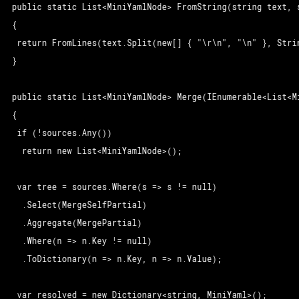 public static List<MiniYamlNode> FromString(string text,
{
return FromLines(text.Split(new[] { "\r\n", "\n" },
}
public static List<MiniYamlNode> Merge(IEnumerable<List<
{
if (!sources.Any())
return new List<MiniYamlNode>();
var tree = sources.Where(s => s != null)
.Select(MergeSelfPartial)
.Aggregate(MergePartial)
.Where(n => n.Key != null)
.ToDictionary(n => n.Key, n => n.Value);
var resolved = new Dictionary<string, MiniYaml>();